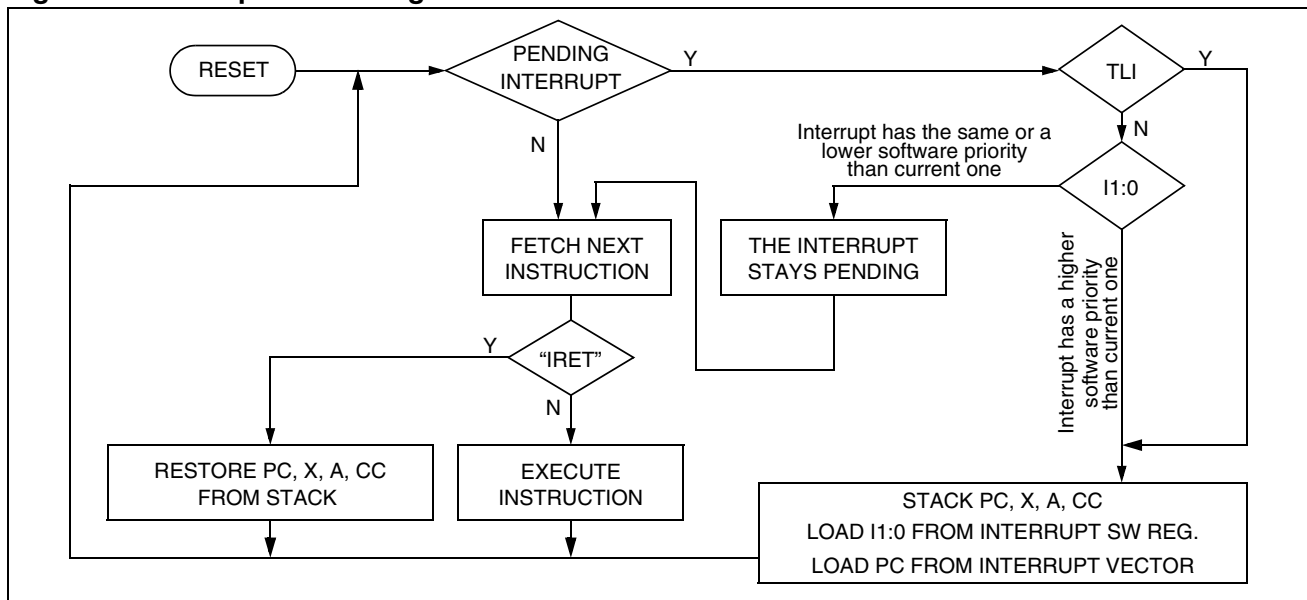 RESET
PENDING
INTERRUPT
Y
TLI
Y
N
N
Interrupt has the same or a
lower software priority
than current one
I1:0
FETCH NEXT
INSTRUCTION
THE INTERRUPT
STAYS PENDING
Interrupt has a higher
software priority
than current one
Y
“IRET”
N
RESTORE PC, X, A, CC
FROM STACK
EXECUTE
INSTRUCTION
STACK PC, X, A, CC
LOAD I1:0 FROM INTERRUPT SW REG.
LOAD PC FROM INTERRUPT VECTOR